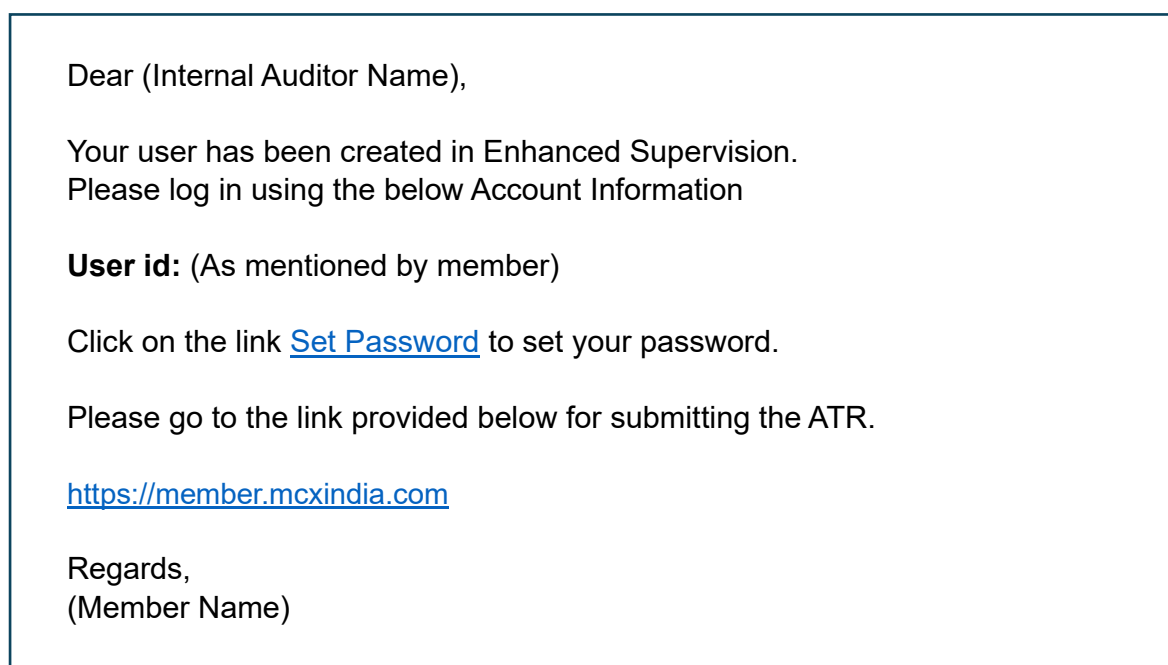 Dear (Internal Auditor Name),
Your user has been created in Enhanced Supervision.
Please log in using the below Account Information
User id: (As mentioned by member)
Click on the link Set Password to set your password.
Please go to the link provided below for submitting the ATR.
https://member.mcxindia.com
Regards,
(Member Name)